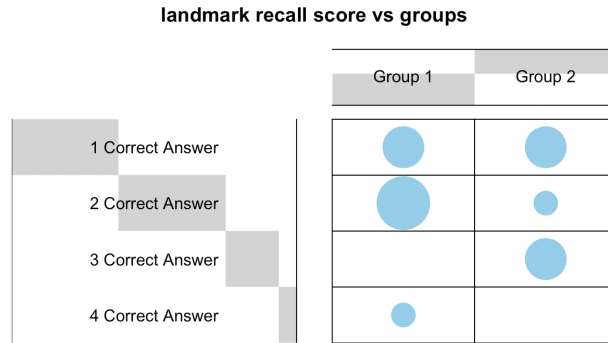 landmark recall score vs groups
Group 1 Group 2
1 Correct Answer
2 Correct Answer
3 Correct Answer
4 Correct Answer